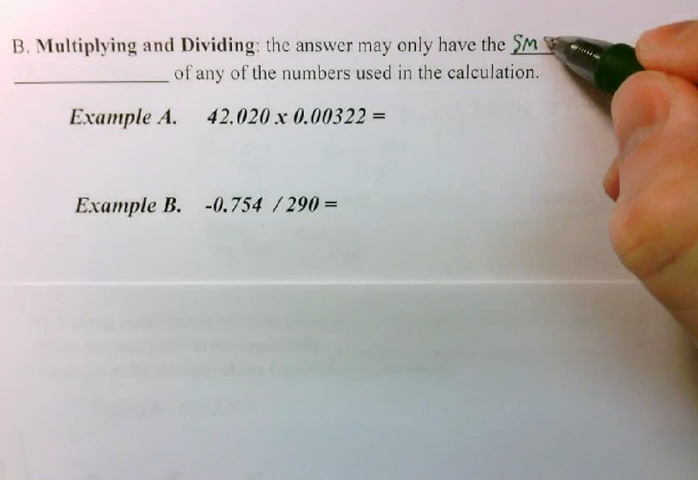 B. Multiplying and Dividing: the answer may only have the SM
____________ of any of the numbers used in the calculation.
Example A. 42.020 x 0.00322 =
Example B. -0.754 / 290 =